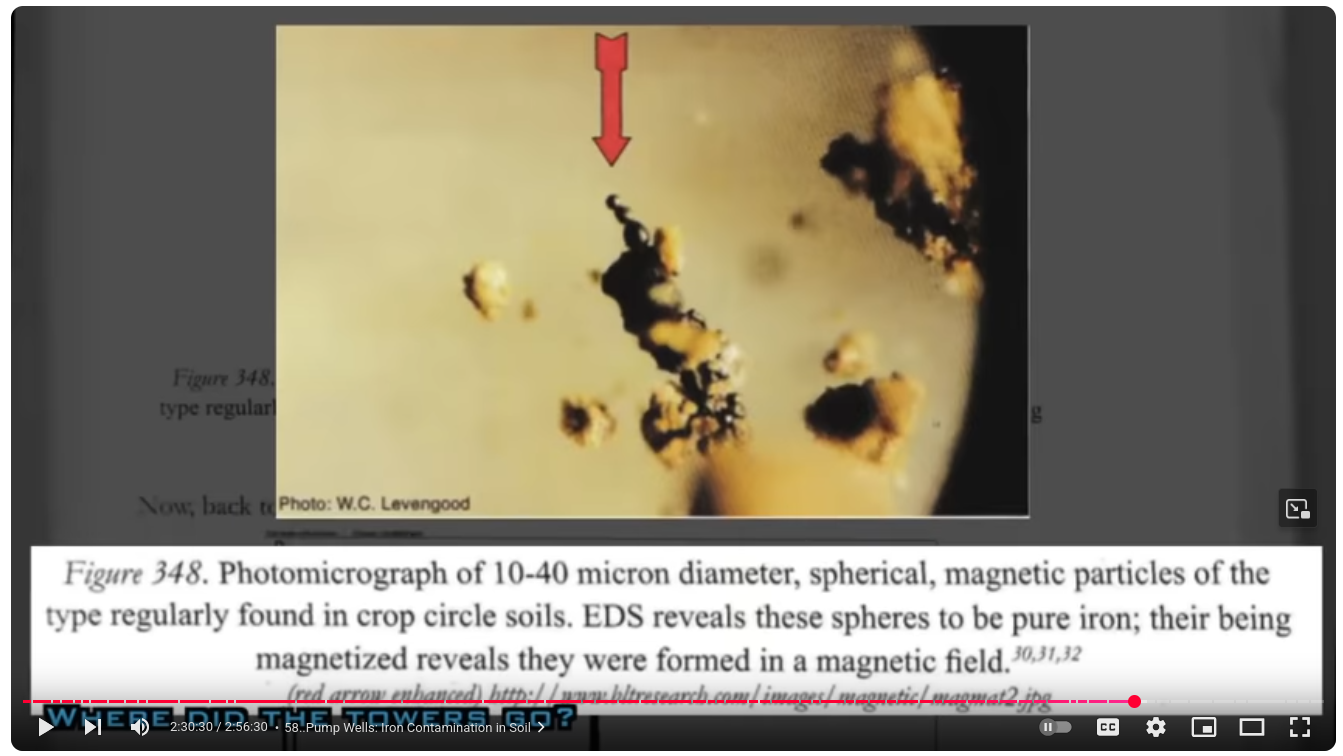 Figure 348.
type regularl
Now, back to
Photo: W.C. Levengood
Figure 348. Photomicrograph of 10-40 micron diameter, spherical, magnetic particles of the
type regularly found in crop circle soils. EDS reveals these spheres to be pure iron; their being
magnetized reveals they were formed in a magnetic field.30,31,32
(red arrow enhanced) http://www.bltresearch.com/images/magnetic/magmat2.jpg
WHERE DID THE TOWERS GO?
2:30:30 / 2:56:30 • 58..Pump Wells: Iron Contamination in Soil
CC